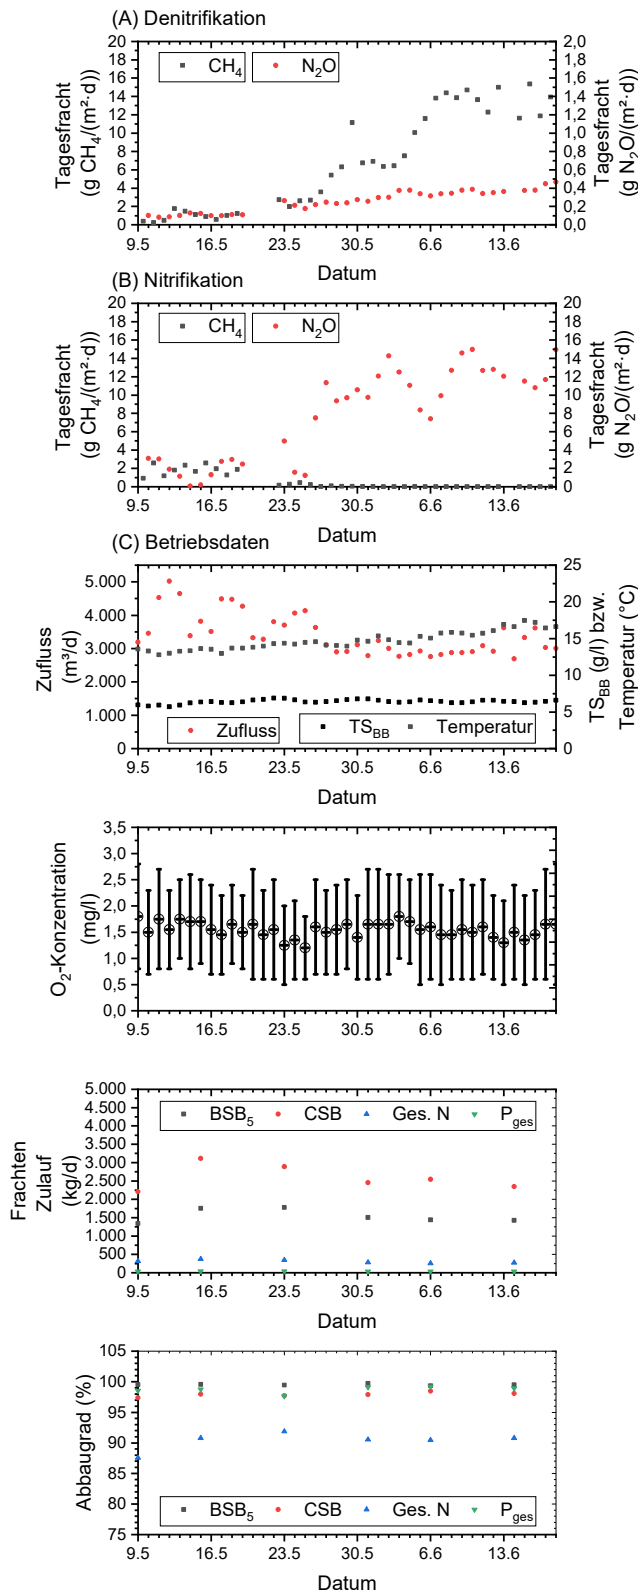 (A) Denitrifikation
CH₄
N₂O
20
18
16
14
12
10
8
6
4
2
0
2,0
1,8
1,6
1,4
1,2
1,0
0,8
0,6
0,4
0,2
0,0
Tagesfracht
(g CH₄/(m²·d))
Tagesfracht
(g N₂O/(m²·d))
9.5 16.5 23.5 30.5 6.6 13.6
Datum
(B) Nitrifikation
CH₄
N₂O
20
18
16
14
12
10
8
6
4
2
0
20
18
16
14
12
10
8
6
4
2
0
Tagesfracht
(g CH₄/(m²·d))
Tagesfracht
(g N₂O/(m²·d))
9.5 16.5 23.5 30.5 6.6 13.6
Datum
(C) Betriebsdaten
5.000
4.000
3.000
2.000
1.000
0
25
20
15
10
5
0
Zufluss
(m³/d)
TS_BB (g/l) bzw.
Temperatur (°C)
Zufluss
TS_BB
Temperatur
9.5 16.5 23.5 30.5 6.6 13.6
Datum
3,5
3,0
2,5
2,0
1,5
1,0
0,5
0,0
O₂-Konzentration
(mg/l)
9.5 16.5 23.5 30.5 6.6 13.6
Datum
5.000
4.500
4.000
3.500
3.000
2.500
2.000
1.500
1.000
500
0
Frachten
Zulauf
(kg/d)
BSB₅ CSB Ges. N P_ges
9.5 16.5 23.5 30.5 6.6 13.6
Datum
105
100
95
90
85
80
75
Abbaugrad (%)
BSB₅ CSB Ges. N P_ges
9.5 16.5 23.5 30.5 6.6 13.6
Datum